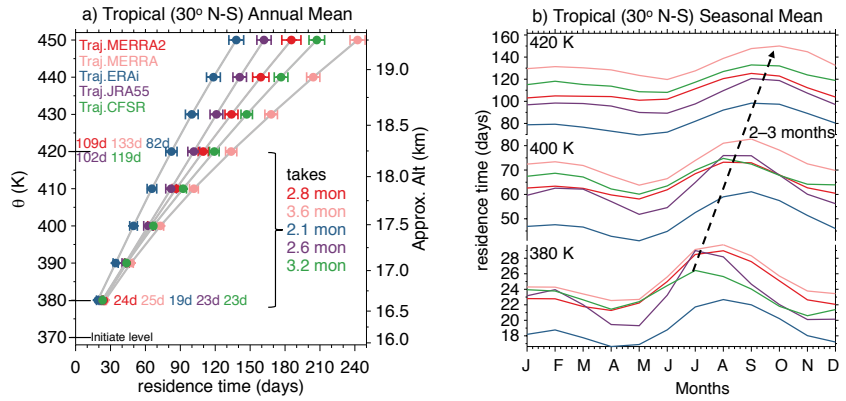 a) Tropical (30º N-S) Annual Mean
450
440
430
420
410
400
390
380
370
θ (K)
Traj.MERRA2
Traj.MERRA
Traj.ERAi
Traj.JRA55
Traj.CFSR
109d 133d 82d
102d 119d
takes
2.8 mon
3.6 mon
2.1 mon
2.6 mon
3.2 mon
24d 25d 19d 23d 23d
Initiate level
19.0
18.5
18.0
17.5
17.0
16.5
16.0
Approx. Alt (km)
0 30 60 90 120 150 180 210 240
residence time (days)
b) Tropical (30º N-S) Seasonal Mean
residence time (days)
420 K
160
140
120
100
80
2–3 months
400 K
80
70
60
50
380 K
28
26
24
22
20
18
16
J F M A M J J A S O N D
Months